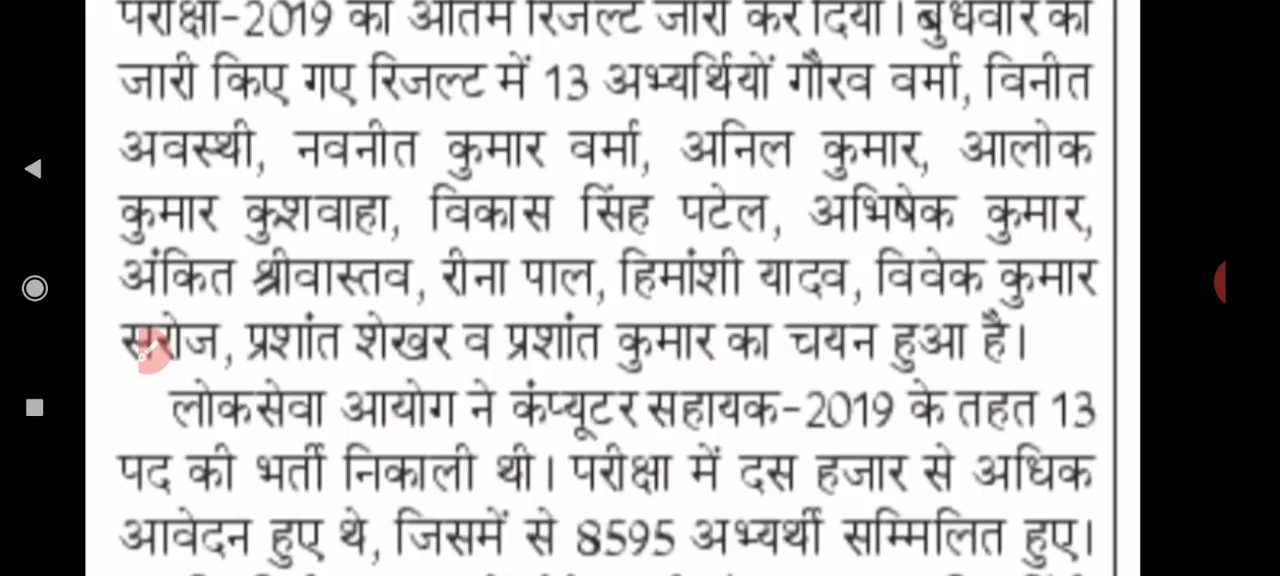 परीक्षा-2019 का अंतिम रिजल्ट जारी कर दिया। बुधवार को
जारी किए गए रिजल्ट में 13 अभ्यर्थियों गौरव वर्मा, विनीत
अवस्थी, नवनीत कुमार वर्मा, अनिल कुमार, आलोक
कुमार कुशवाहा, विकास सिंह पटेल, अभिषेक कुमार,
अंकित श्रीवास्तव, रीना पाल, हिमांशी यादव, विवेक कुमार
सरोज, प्रशांत शेखर व प्रशांत कुमार का चयन हुआ है।
लोकसेवा आयोग ने कंप्यूटर सहायक-2019 के तहत 13
पद की भर्ती निकाली थी। परीक्षा में दस हजार से अधिक
आवेदन हुए थे, जिसमें से 8595 अभ्यर्थी सम्मिलित हुए।